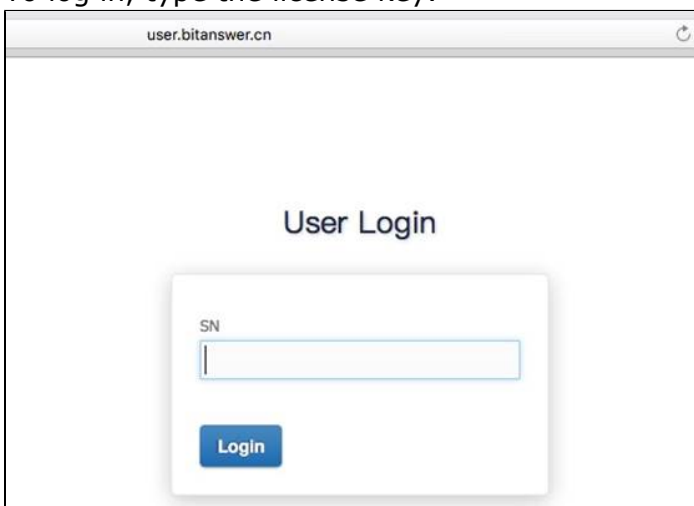 To log in, type the license key.
user.bitanswer.cn
User Login
SN
Login